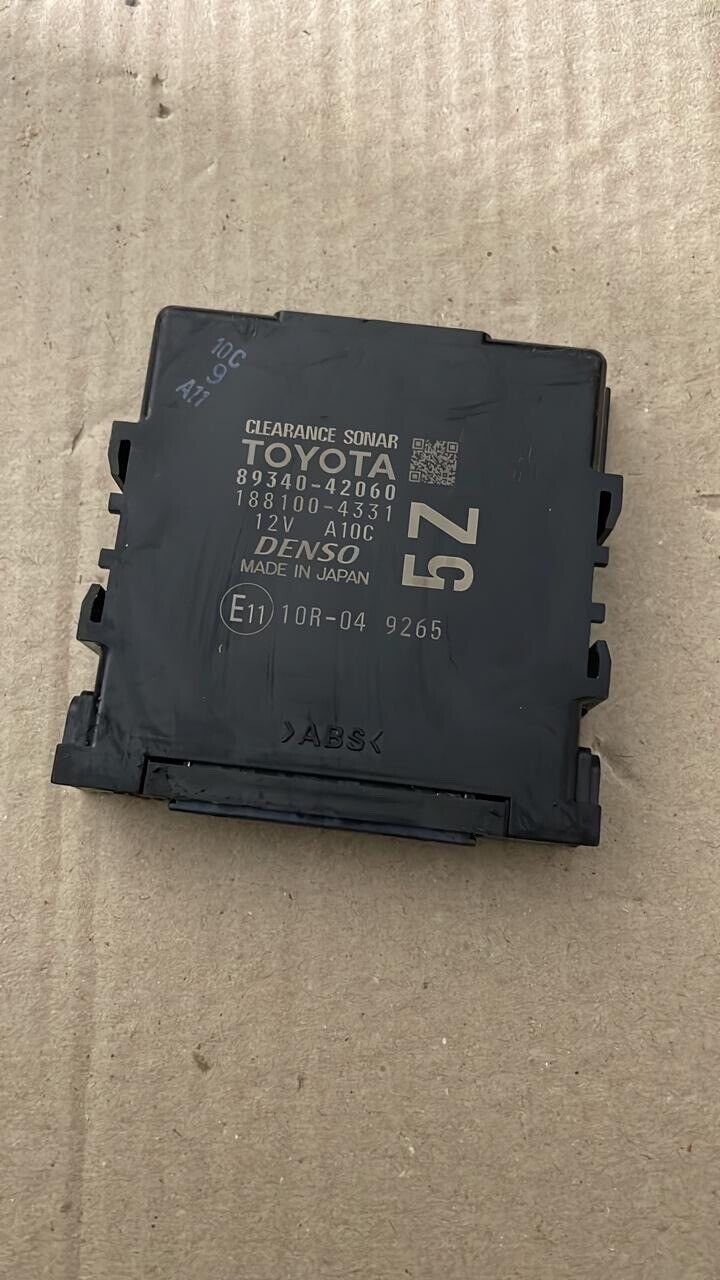 10C
9
A11
CLEARANCE SONAR
TOYOTA
89340-42060
188100-4331
12V A10C
DENSO
MADE IN JAPAN
5Z
E11 10R-04 9265
>ABS<